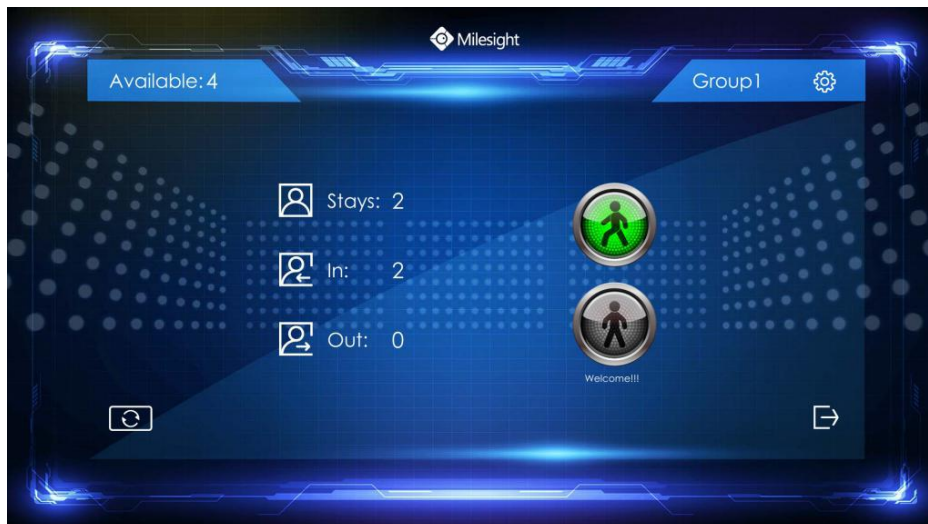 Milesight
Available: 4
Group1
Stays: 2
In: 2
Out: 0
Welcome!!!